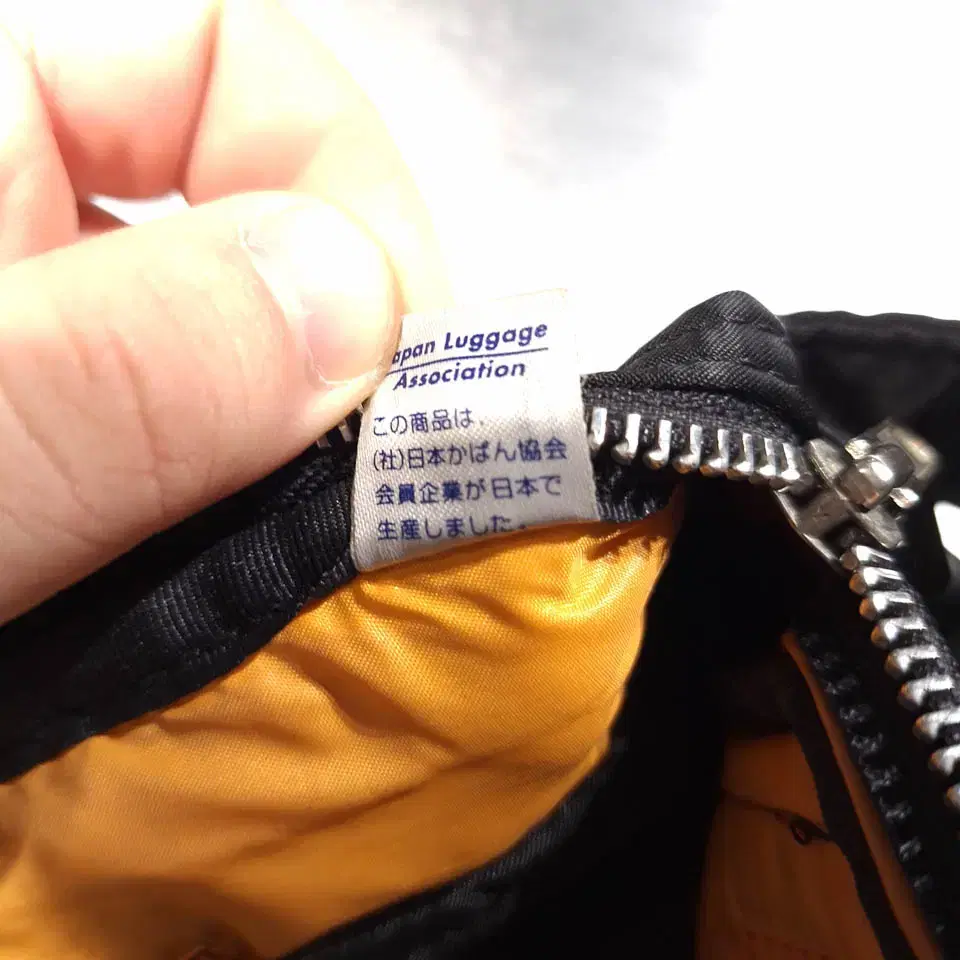 apan Luggage
Association
この商品は、
(社)日本かばん協会
会員企業が日本で
生産しました。